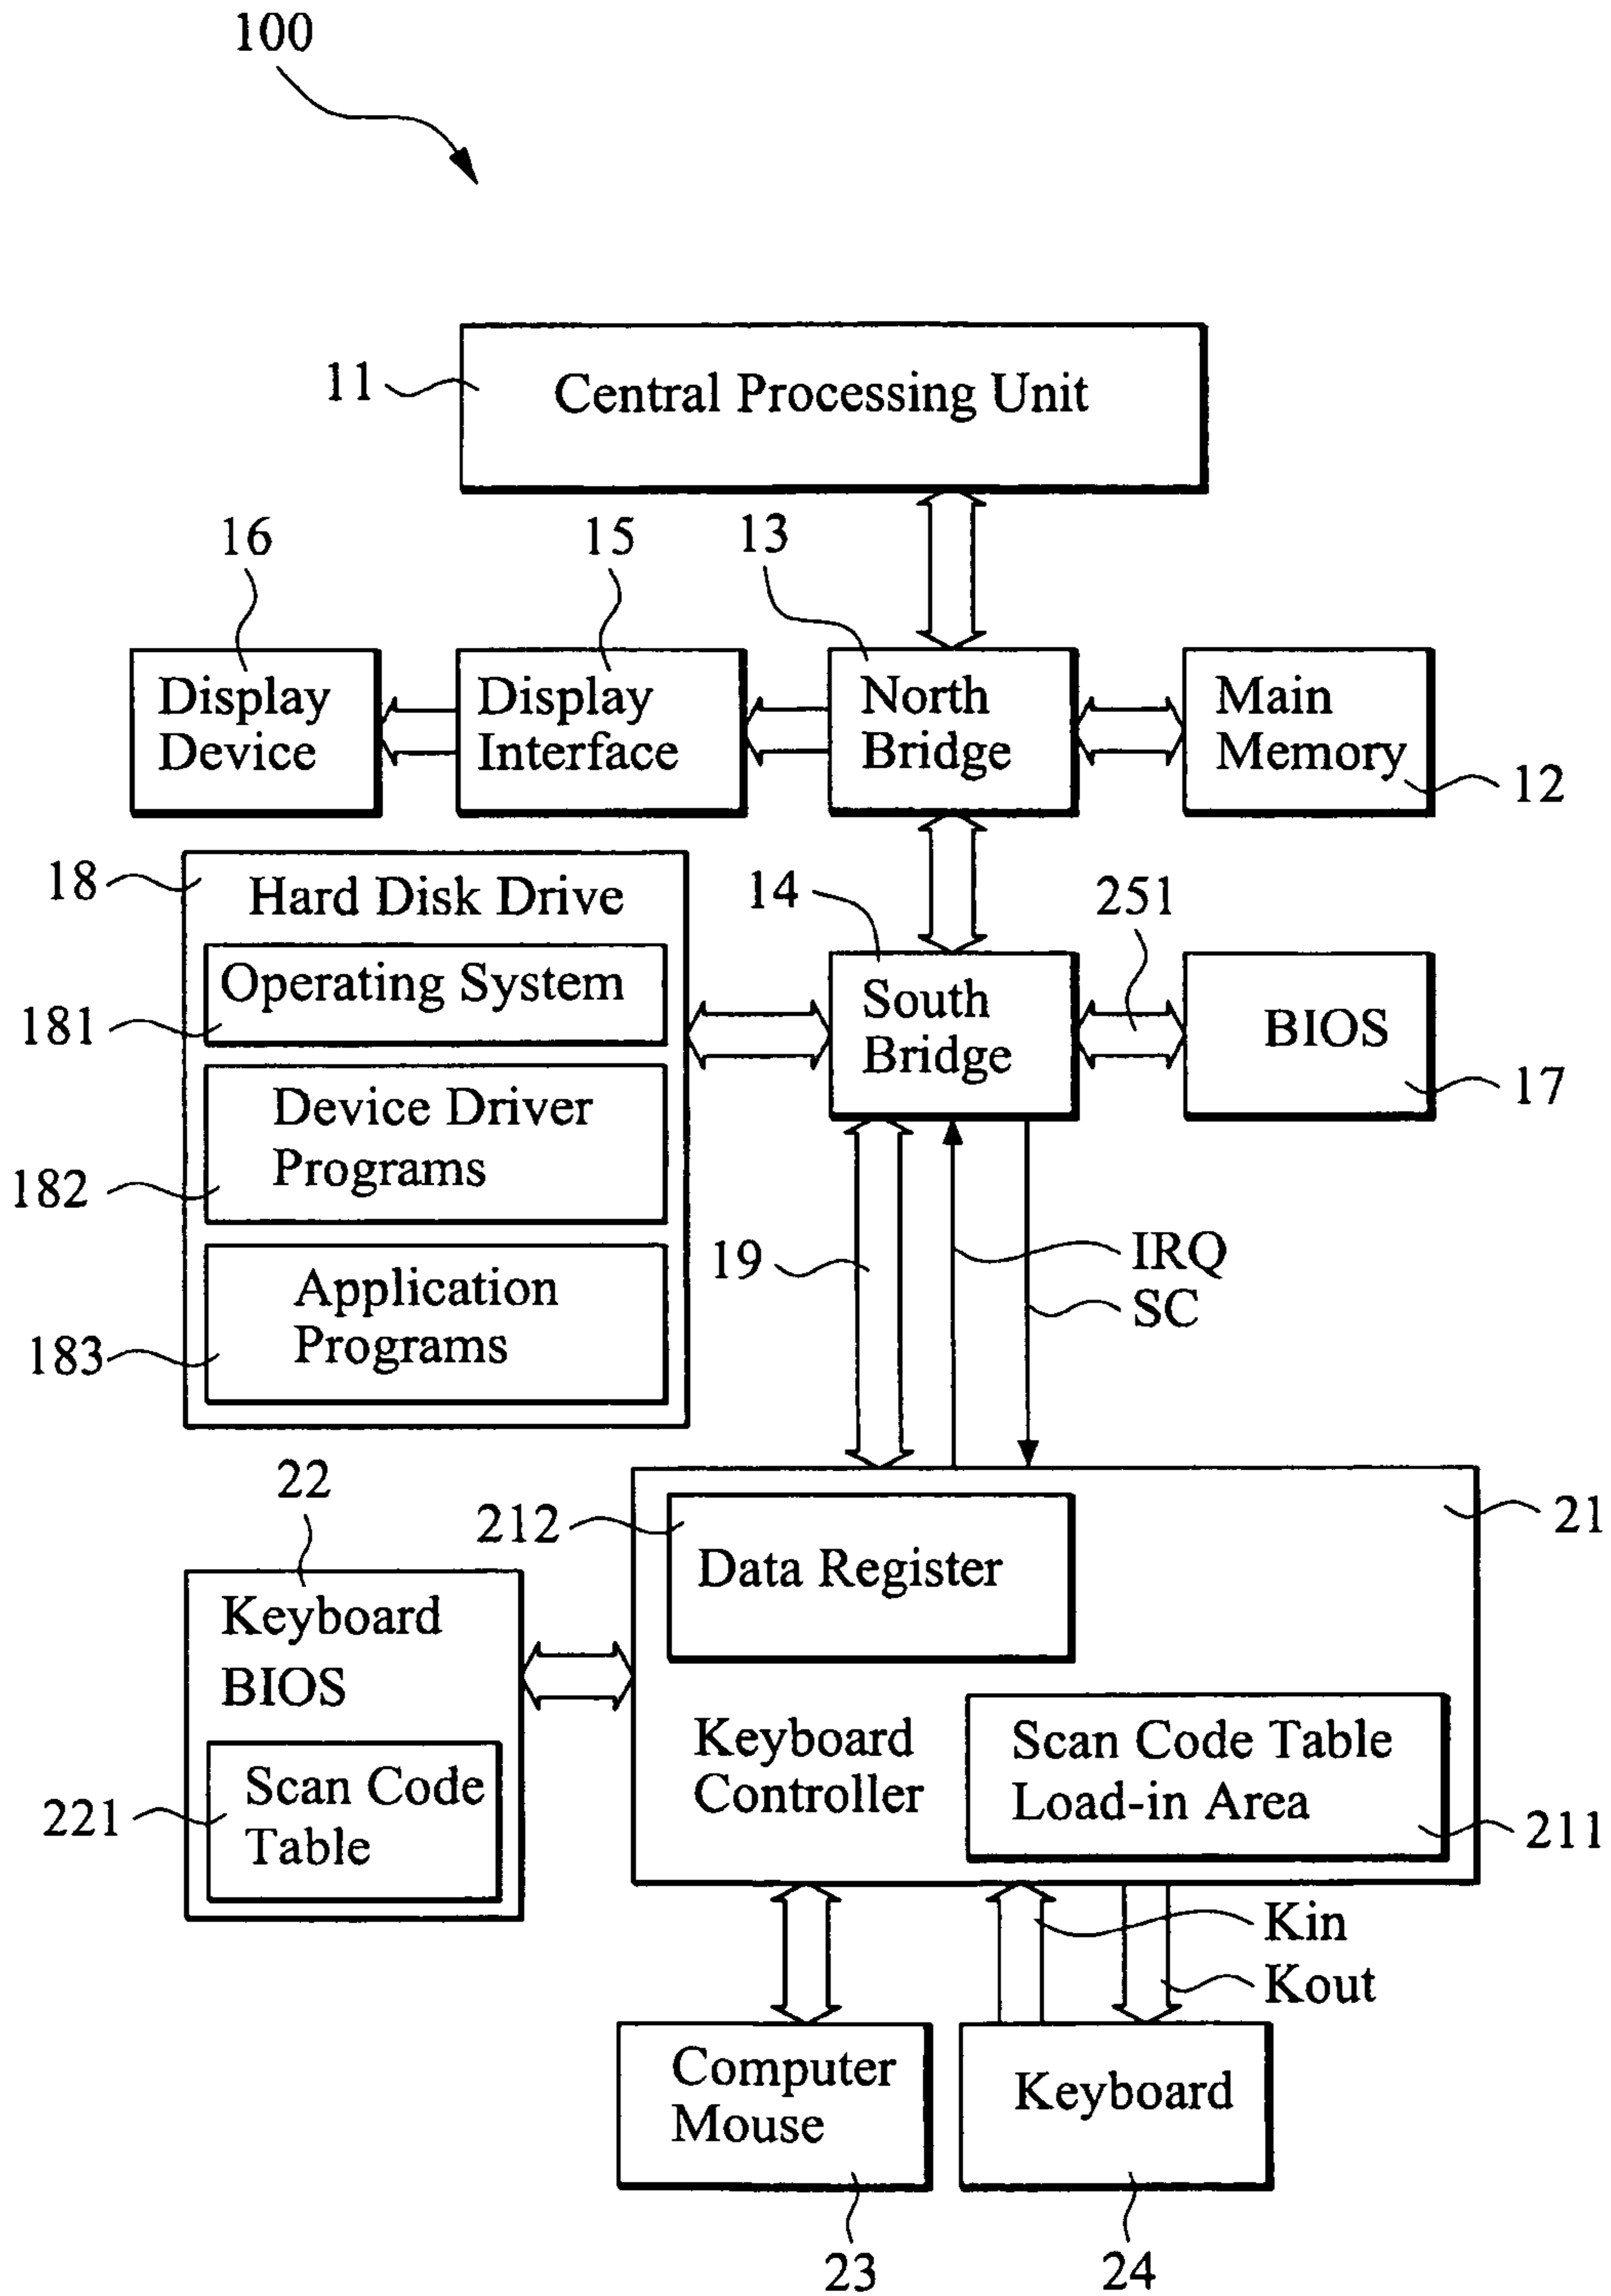 100
11
Central Processing Unit
16
15
13
Display
Device
Display
Interface
North
Bridge
Main
Memory
12
18
Hard Disk Drive
14
251
Operating System
181
South
Bridge
BIOS
17
Device Driver
Programs
182
19
IRQ
SC
Application
Programs
183
22
212
Data Register
21
Keyboard
BIOS
Keyboard
Controller
Scan Code Table
Load-in Area
211
221
Scan Code
Table
Kin
Kout
Computer
Mouse
Keyboard
23
24